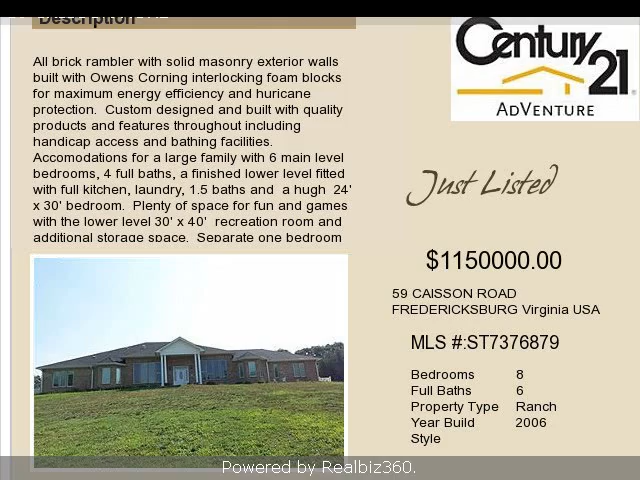 Description
All brick rambler with solid masonry exterior walls
built with Owens Corning interlocking foam blocks
for maximum energy efficiency and huricane
protection.  Custom designed and built with quality
products and features throughout including
handicap access and bathing facilities.
Accomodations for a large family with 6 main level
bedrooms, 4 full baths, a finished lower level fitted
with full kitchen, laundry, 1.5 baths and  a hugh  24'
x 30' bedroom.  Plenty of space for fun and games
with the lower level 30' x 40'  recreation room and
additional storage space.  Separate one bedroom
Century
21
ADVENTURE
Just Listed
$1150000.00
59 CAISSON ROAD
FREDERICKSBURG Virginia USA
MLS #:ST7376879
Bedrooms 8
Full Baths 6
Property Type Ranch
Year Build 2006
Style
Powered by Realbiz360.